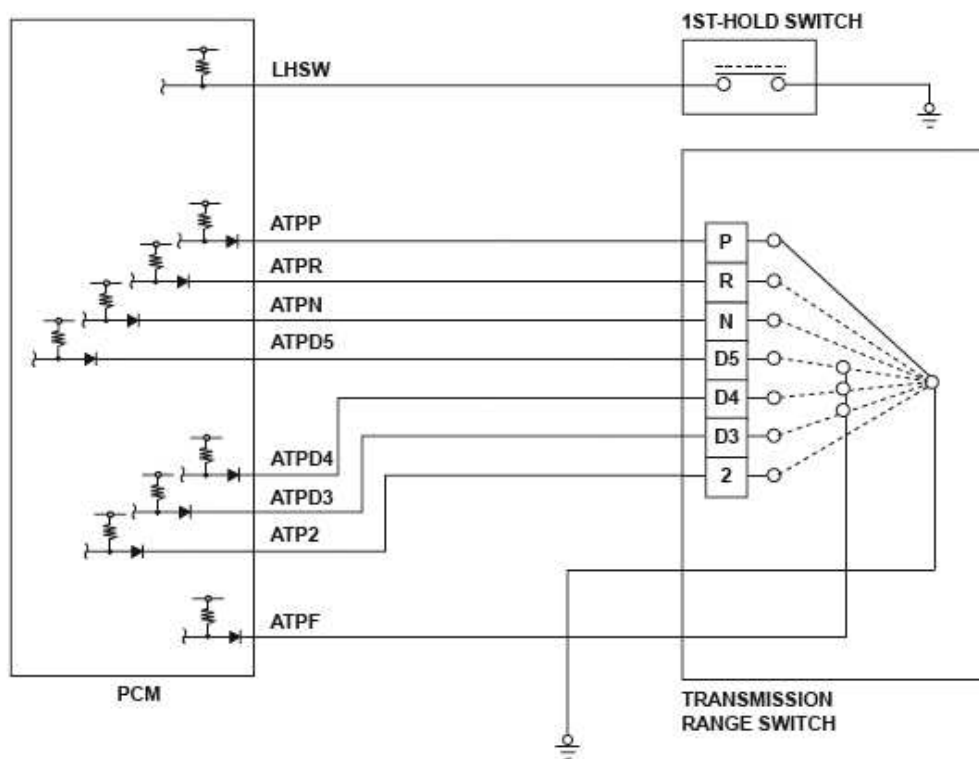 1ST-HOLD SWITCH
LHSW
ATPP
ATPR
ATPN
ATPD5
ATPD4
ATPD3
ATP2
ATPF
P
R
N
D5
D4
D3
2
PCM
TRANSMISSION
RANGE SWITCH